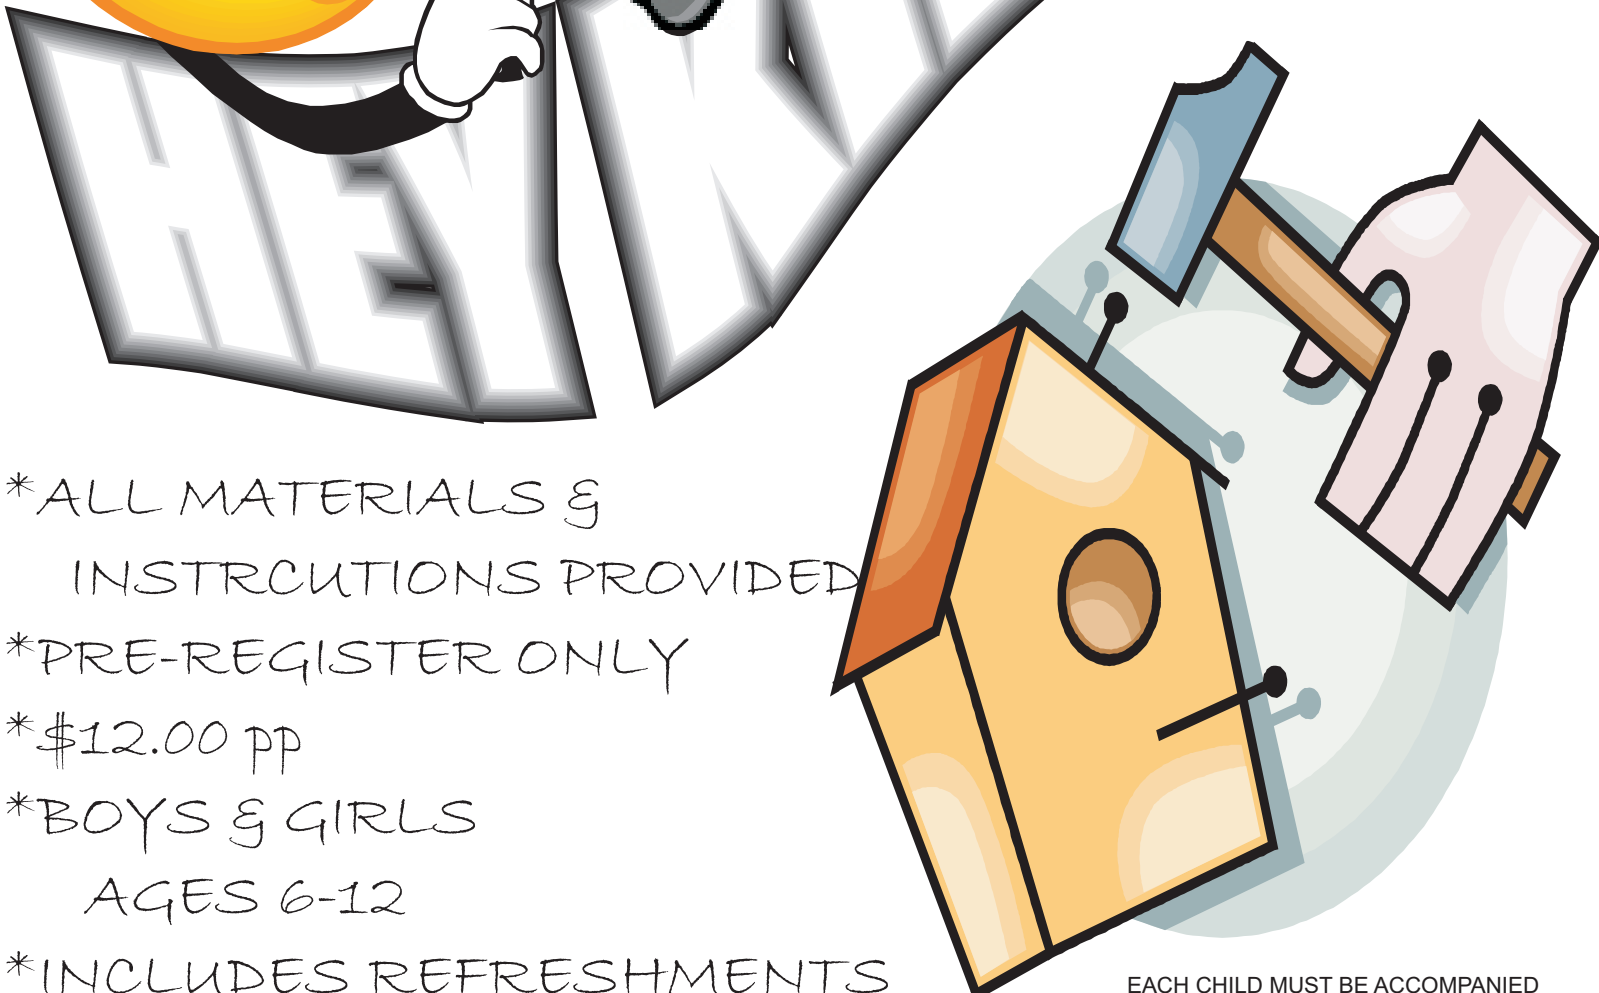 HEY
*ALL MATERIALS &
INSTRCUTIONS PROVIDED
*PRE-REGISTER ONLY
*$12.00 pp
*BOYS & GIRLS
AGES 6-12
*INCLUDES REFRESHMENTS
EACH CHILD MUST BE ACCOMPANIED